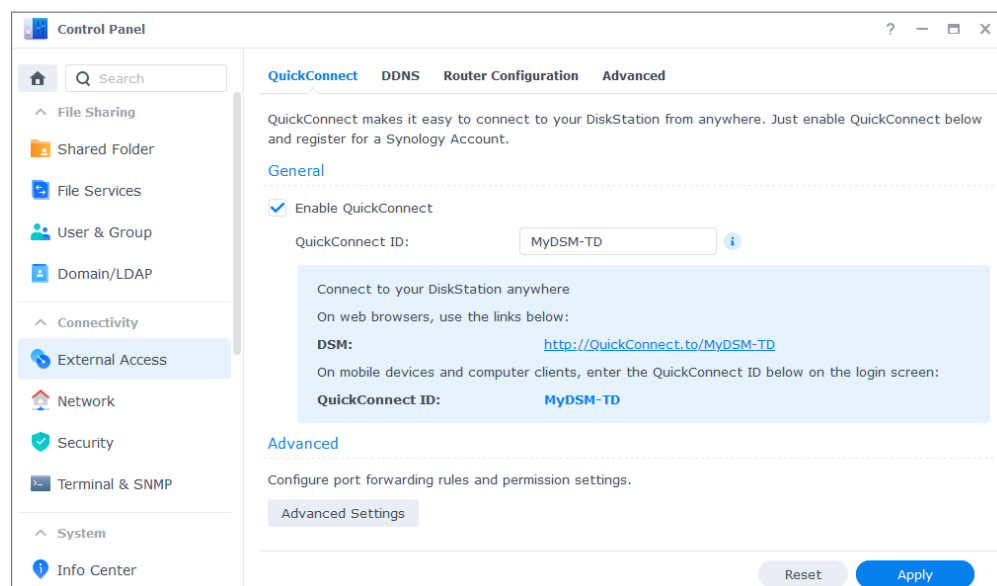 Control Panel
?
Search
File Sharing
Shared Folder
File Services
User & Group
Domain/LDAP
Connectivity
External Access
Network
Security
Terminal & SNMP
System
Info Center
QuickConnect DDNS Router Configuration Advanced
QuickConnect makes it easy to connect to your DiskStation from anywhere. Just enable QuickConnect below
and register for a Synology Account.
General
Enable QuickConnect
QuickConnect ID: MyDSM-TD i
Connect to your DiskStation anywhere
On web browsers, use the links below:
DSM: http://QuickConnect.to/MyDSM-TD
On mobile devices and computer clients, enter the QuickConnect ID below on the login screen:
QuickConnect ID: MyDSM-TD
Advanced
Configure port forwarding rules and permission settings.
Advanced Settings
Reset Apply